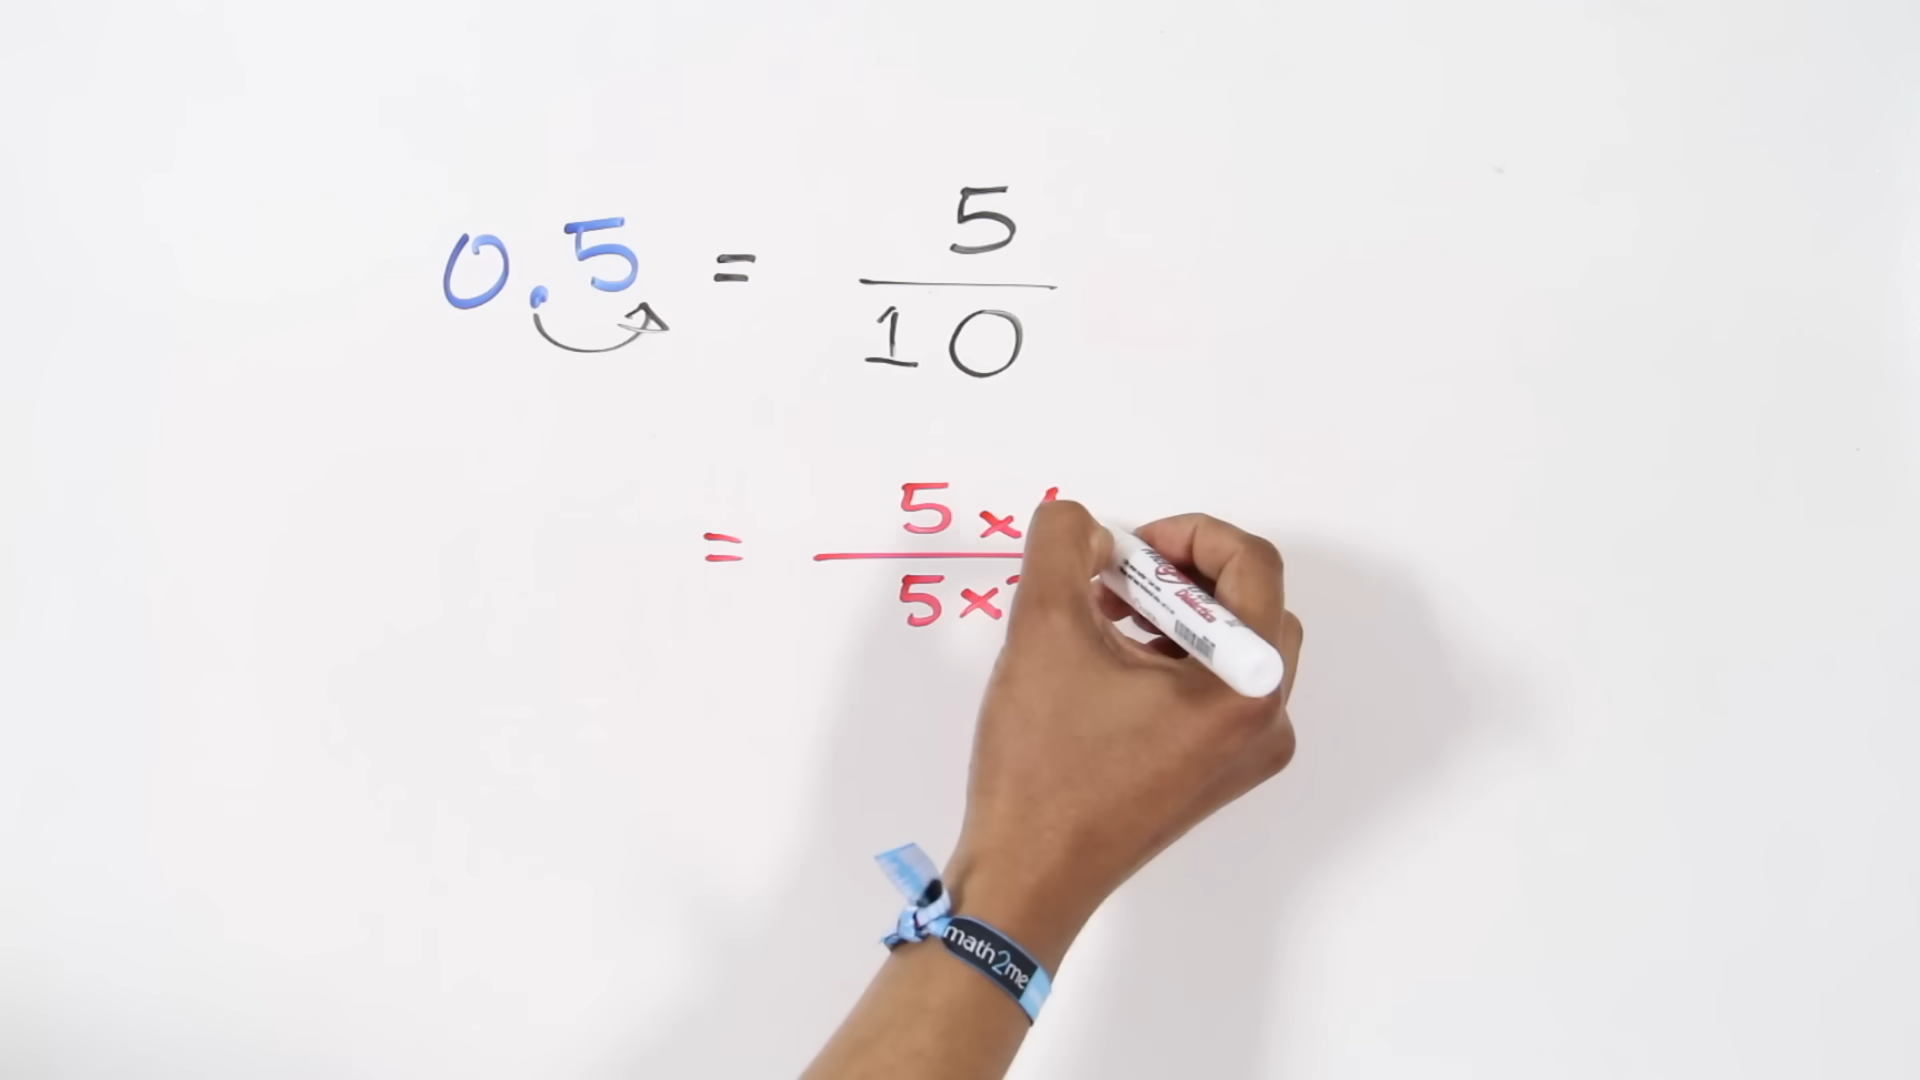 0.5 = 5/10
= 5 x / 5 x
math2me